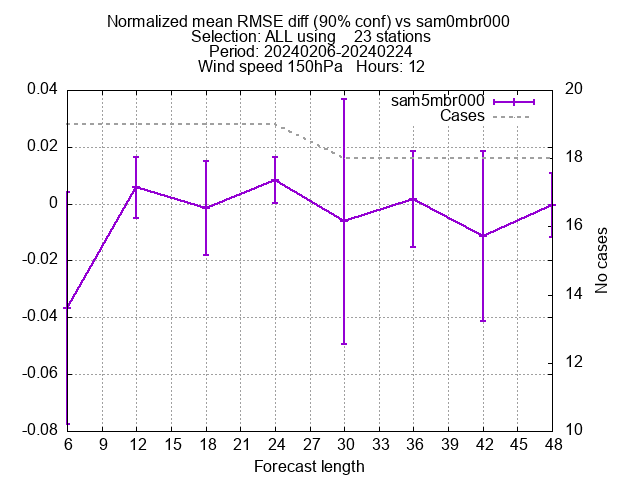 Normalized mean RMSE diff (90% conf) vs sam0mbr000
Selection: ALL using    23 stations
Period: 20240206-20240224
Wind speed 150hPa   Hours: 12
sam5mbr000
Cases
0.04
0.02
0
-0.02
-0.04
-0.06
-0.08
20
18
16
14
12
10
No cases
6 9 12 15 18 21 24 27 30 33 36 39 42 45 48
Forecast length